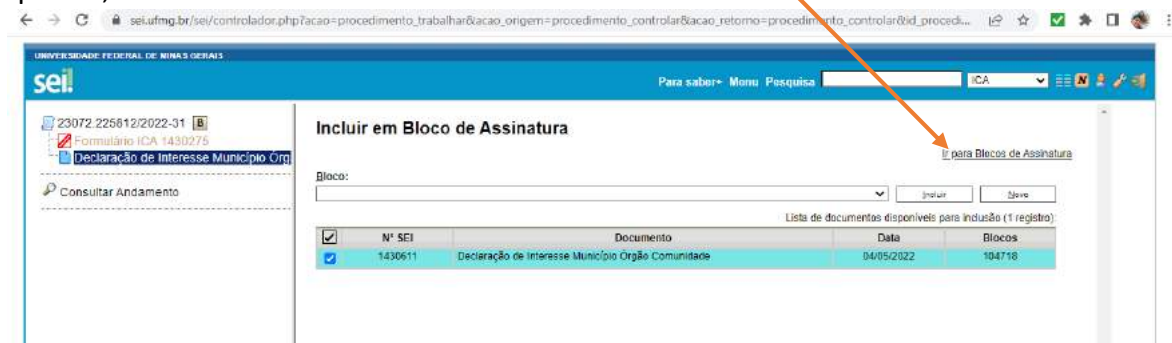 sei.ufmg.br/sei/controlador.php?acao=procedimento_trabalhar&acao_origem=procedimento_controlar&acao_retorno=procedimento_controlar&id_procedi...
UNIVERSIDADE FEDERAL DE MINAS GERAIS
sei!
Para saber+ Menu Pesquisa ICA N
23072.225612/2022-31 B
Formulário ICA 1430275
Declaração de Interesse Município Órg
Consultar Andamento
Incluir em Bloco de Assinatura
Ir para Blocos de Assinatura
Bloco:
Incluir Novo
Lista de documentos disponíveis para inclusão (1 registro):
Nº SEI Documento Data Blocos
1430611 Declaração de Interesse Município Órgão Comunidade 04/05/2022 104718